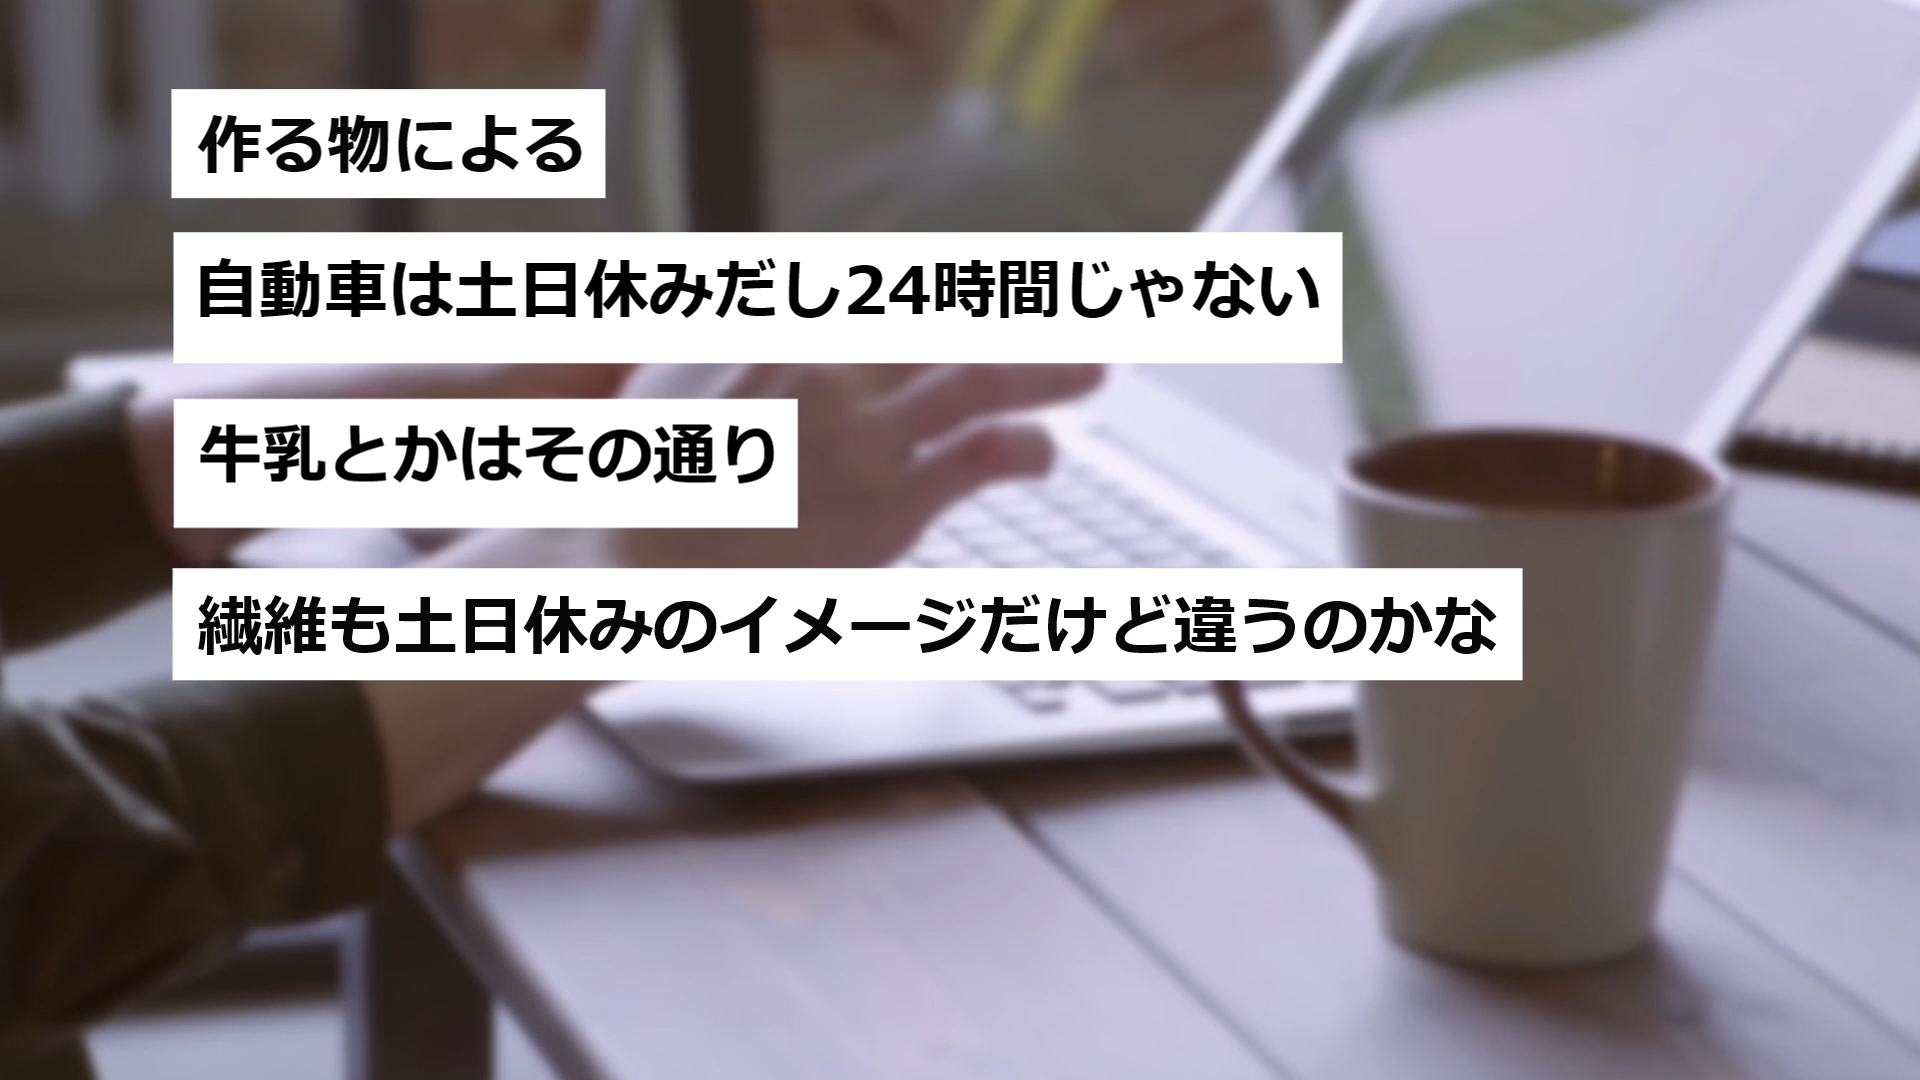 作る物による
自動車は土日休みだし24時間じゃない
牛乳とかはその通り
繊維も土日休みのイメージだけど違うのかな